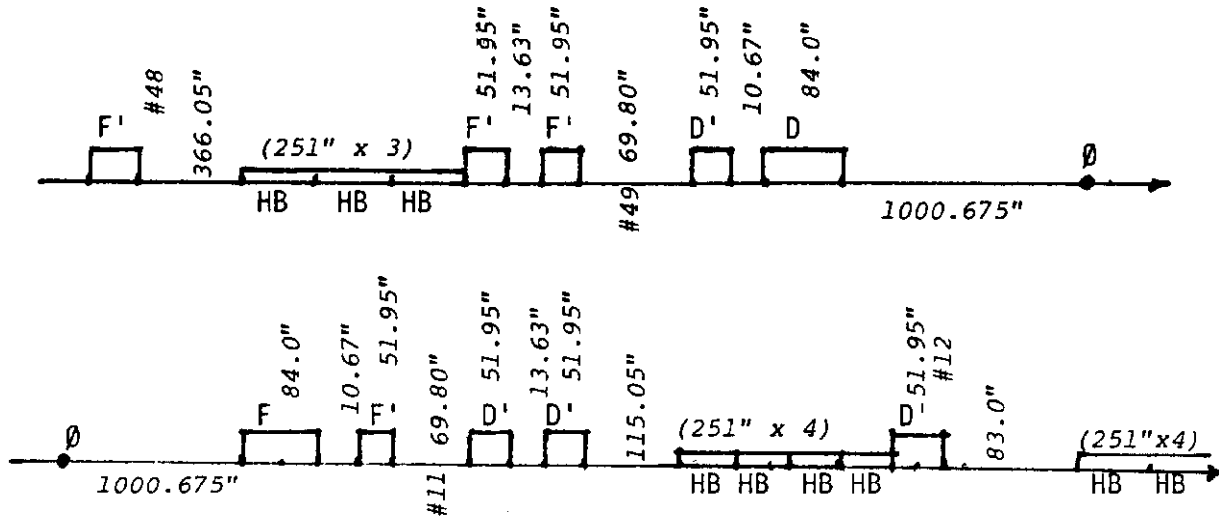 F' #48 366.05" (251" x 3) F' 51.95" 13.63" F' 51.95" 69.80" D' 51.95" 10.67" D 84.0" Ø
HB HB HB #49 1000.675"
Ø F 84.0" 10.67" F' 51.95" 69.80" D' 51.95" 13.63" D' 51.95" 115.05" (251" x 4) D- 51.95" #12 83.0" (251"x4)
1000.675" #11 HB HB HB HB HB HB